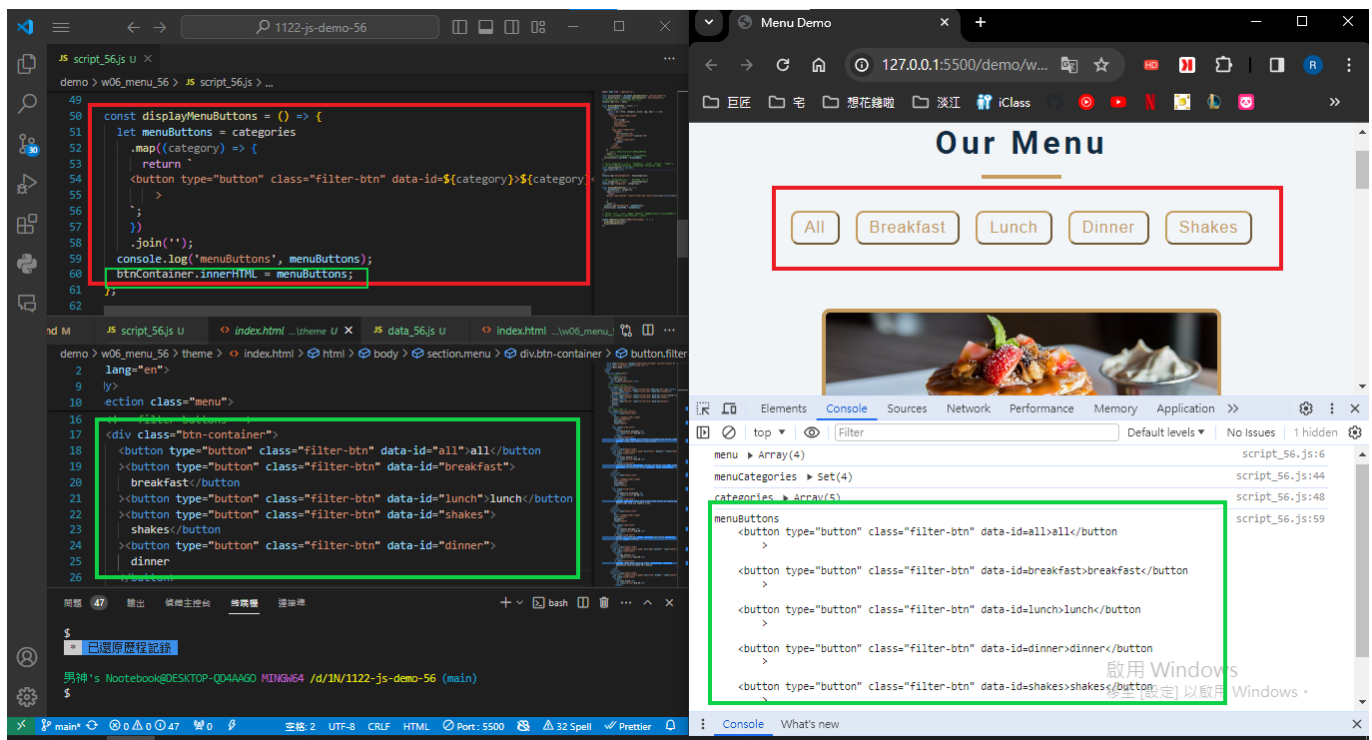 1122-js-demo-56
JS script_56.js U
demo > w06_menu_56 > JS script_56.js > ...
49
50 const displayMenuButtons = () => {
51 let menuButtons = categories
52 .map((category) => {
53 return `
54 <button type="button" class="filter-btn" data-id=${category}>${category}<
55 >
56 `;
57 })
58 .join('');
59 console.log('menuButtons', menuButtons);
60 btnContainer.innerHTML = menuButtons;
61 };
62
nd M JS script_56.js U <> index.html ...\theme U JS data_56.js U <> index.html ...\w06_menu_
demo > w06_menu_56 > theme > <> index.html > html > body > section.menu > div.btn-container > button.filter
2 lang="en">
9 ly>
10 ection class="menu">
16 <!-- filter buttons -->
17 <div class="btn-container">
18 <button type="button" class="filter-btn" data-id="all">all</button
19 ><button type="button" class="filter-btn" data-id="breakfast">
20 breakfast</button
21 ><button type="button" class="filter-btn" data-id="lunch">lunch</button
22 ><button type="button" class="filter-btn" data-id="shakes">
23 shakes</button
24 ><button type="button" class="filter-btn" data-id="dinner">
25 dinner
26 </button>
問題 47 輸出 偵錯主控台 終端機 連接埠
bash
$
* 已還原歷程記錄
男神's Nootebook@DESKTOP-QD4AAGO MINGW64 /d/1N/1122-js-demo-56 (main)
$
main* 0 0 47 0 空格: 2 UTF-8 CRLF HTML Port : 5500 32 Spell Prettier
Menu Demo
127.0.0.1:5500/demo/w...
HD
R
巨匠 宅 想花錢啦 淡江 iClass
Our Menu
All Breakfast Lunch Dinner Shakes
Elements Console Sources Network Performance Memory Application
top Filter Default levels No Issues 1 hidden
menu Array(4) script_56.js:6
menuCategories Set(4) script_56.js:44
categories Array(5) script_56.js:48
menuButtons script_56.js:59
<button type="button" class="filter-btn" data-id=all>all</button
>
<button type="button" class="filter-btn" data-id=breakfast>breakfast</button
>
<button type="button" class="filter-btn" data-id=lunch>lunch</button
>
<button type="button" class="filter-btn" data-id=dinner>dinner</button
>
<button type="button" class="filter-btn" data-id=shakes>shakes</button
>
啟用 Windows
移至 [設定] 以啟用 Windows。
Console What's new